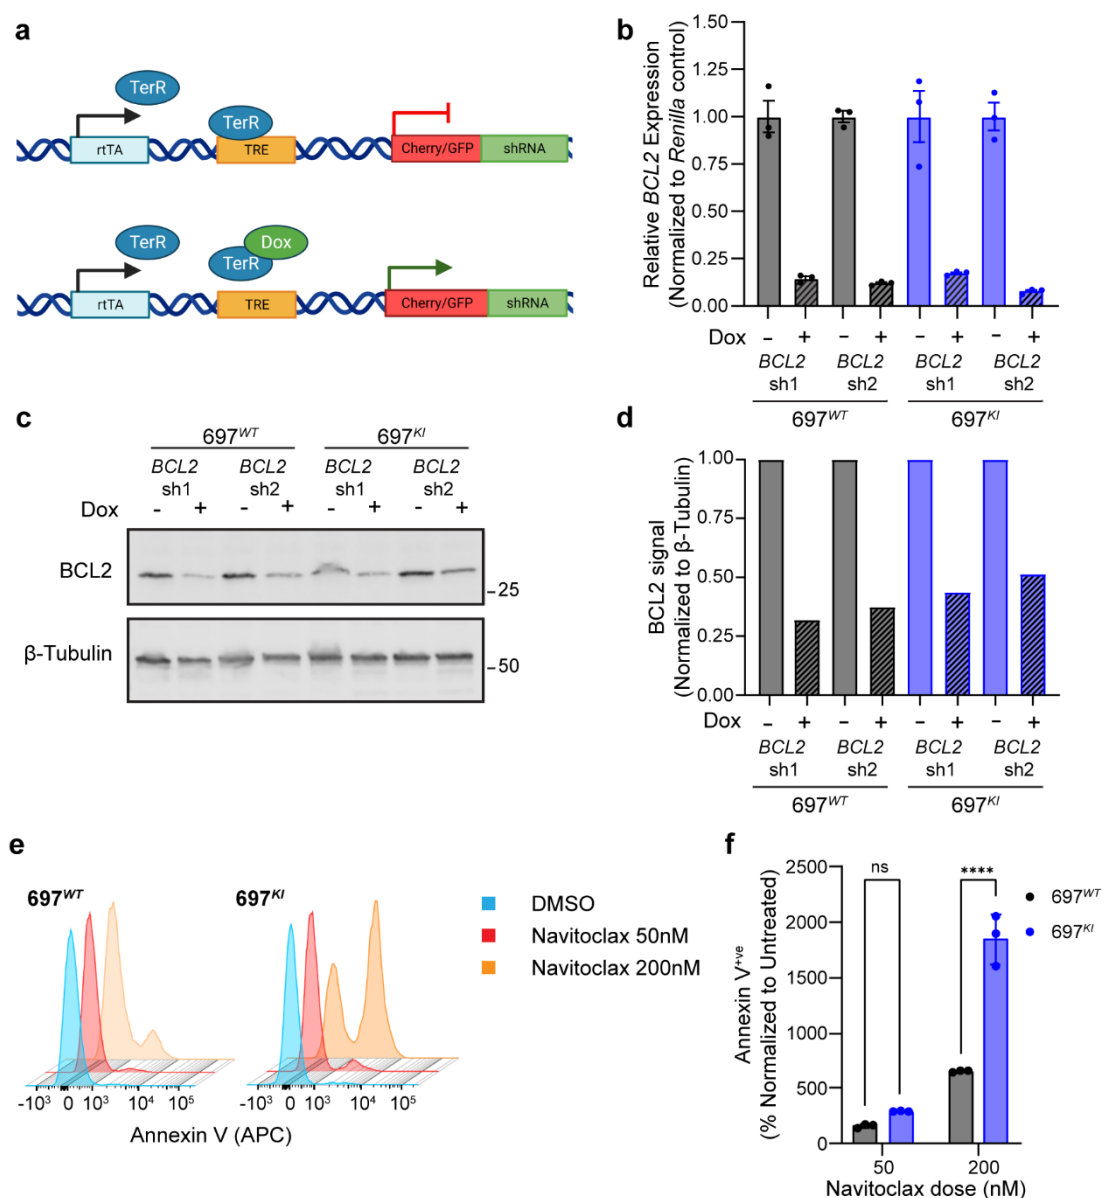 a
TerR
TerR
rtTA
TRE
Cherry/GFP
shRNA
Dox
TerR
TerR
rtTA
TRE
Cherry/GFP
shRNA
b
Relative BCL2 Expression
(Normalized to Renilla control)
1.50
1.25
1.00
0.75
0.50
0.25
0.00
Dox - + - + - + - +
BCL2 BCL2 BCL2 BCL2
sh1 sh2 sh1 sh2
697WT 697KI
c
697WT 697KI
BCL2 BCL2 BCL2 BCL2
sh1 sh2 sh1 sh2
Dox - + - + - + - +
BCL2
-25
β-Tubulin
-50
d
BCL2 signal
(Normalized to β-Tubulin)
1.00
0.75
0.50
0.25
0.00
Dox - + - + - + - +
BCL2 BCL2 BCL2 BCL2
sh1 sh2 sh1 sh2
697WT 697KI
e
697WT 697KI
-10³ 0 10³ 10⁴ 10⁵
-10³ 0 10³ 10⁴ 10⁵
Annexin V (APC)
DMSO
Navitoclax 50nM
Navitoclax 200nM
f
Annexin V+ve
(% Normalized to Untreated)
2500
2000
1500
1000
500
0
ns
****
697WT
697KI
50 200
Navitoclax dose (nM)